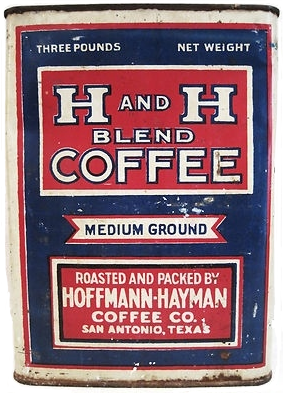 THREE POUNDS NET WEIGHT
H AND H
BLEND
COFFEE
MEDIUM GROUND
ROASTED AND PACKED BY
HOFFMANN-HAYMAN
COFFEE CO.
SAN ANTONIO, TEXAS